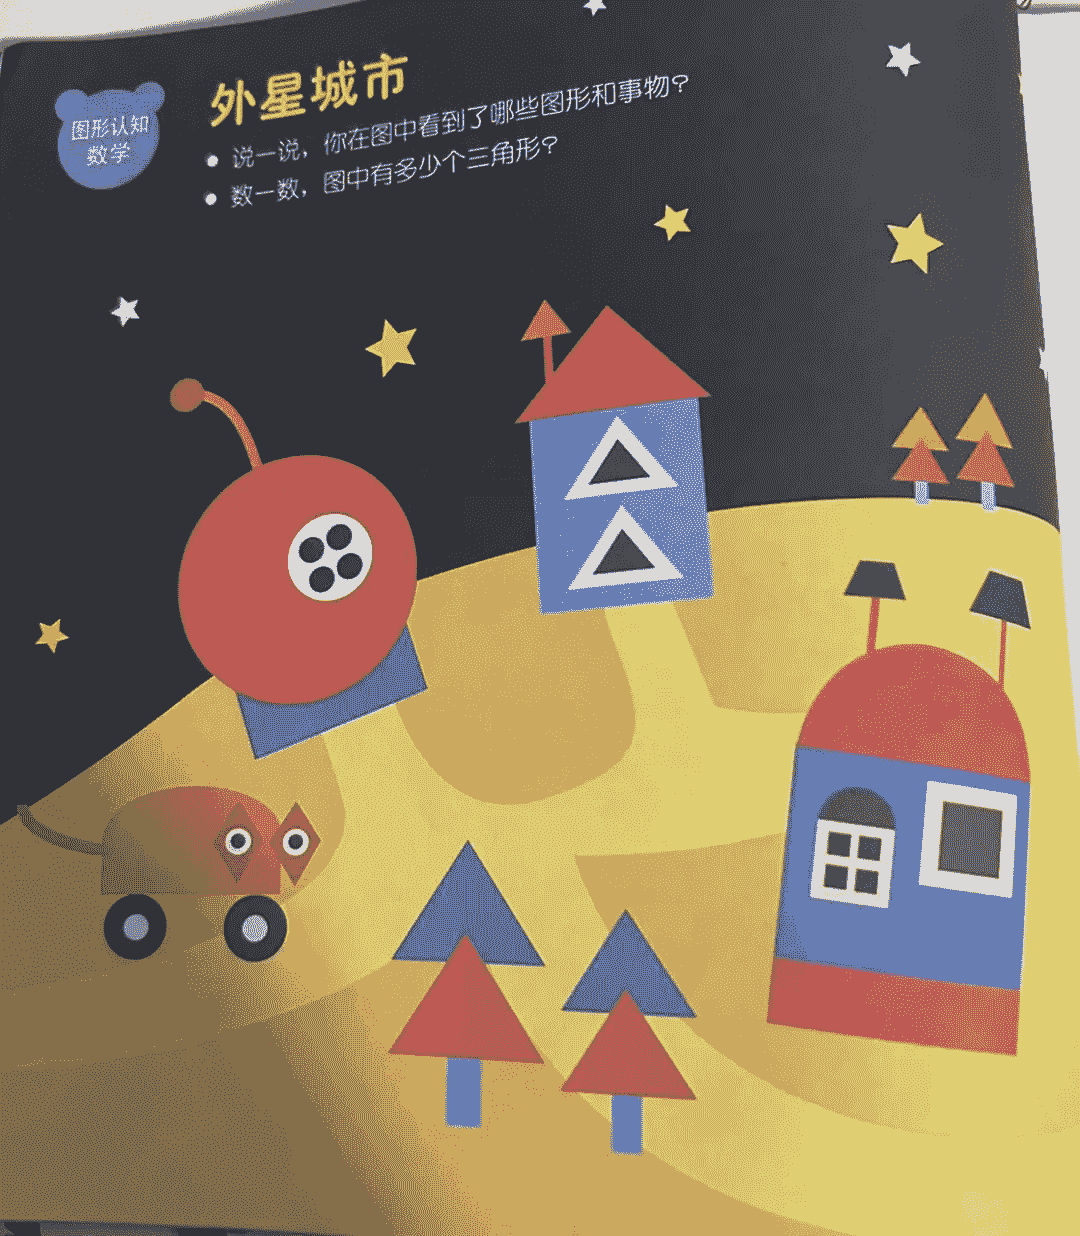 图形认知
数学
外星城市
● 说一说，你在图中看到了哪些图形和事物？
● 数一数，图中有多少个三角形？